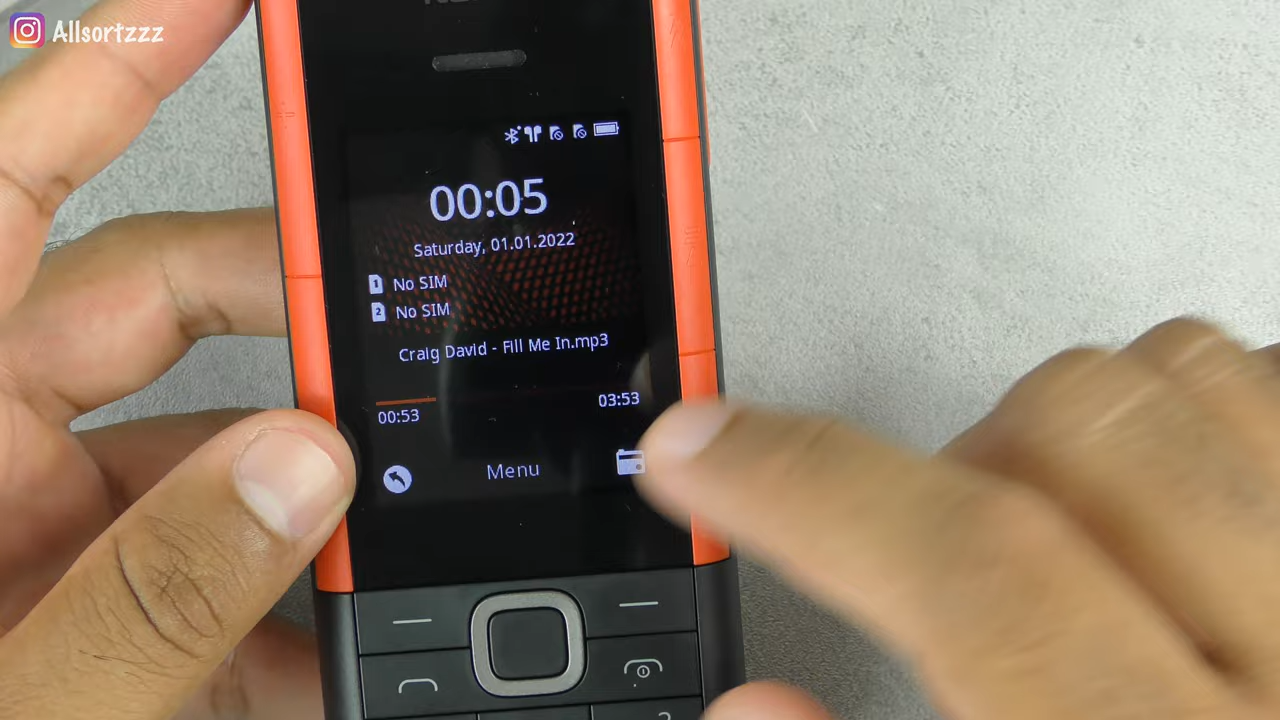 Allsortzzz
00:05
Saturday, 01.01.2022
1 No SIM
2 No SIM
Craig David - Fill Me In.mp3
00:53 03:53
Menu